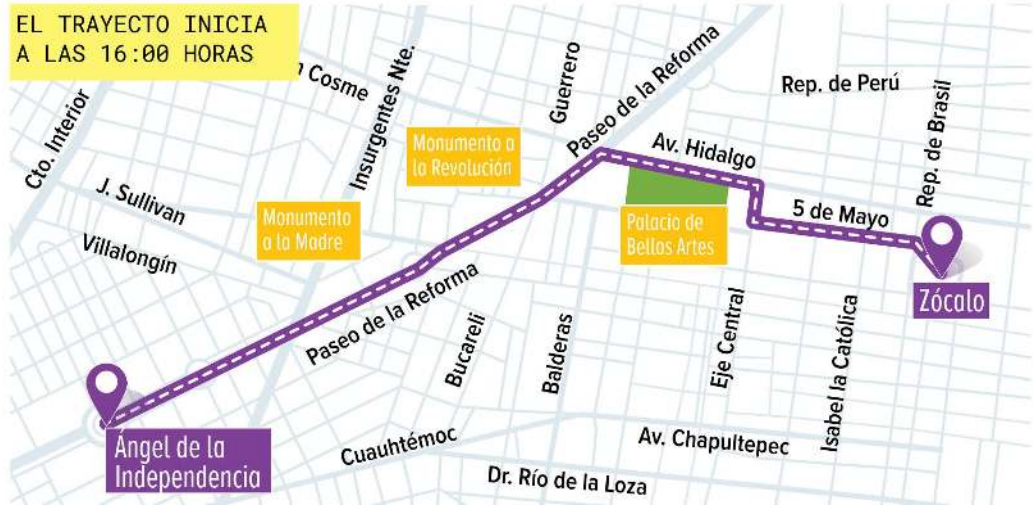 EL TRAYECTO INICIA
A LAS 16:00 HORAS
n Cosme
Cto. Interior
Insurgentes Nte.
Guerrero
Paseo de la Reforma
Rep. de Perú
Rep. de Brasil
Monumento a
la Revolución
Av. Hidalgo
J. Sullivan
Monumento
a la Madre
Villalongín
Palacio de
Bellos Artes
5 de Mayo
Zócalo
Paseo de la Reforma
Bucareli
Balderas
Eje Central
Isabel la Católica
Ángel de la
Independencia
Cuauhtémoc
Av. Chapultepec
Dr. Río de la Loza